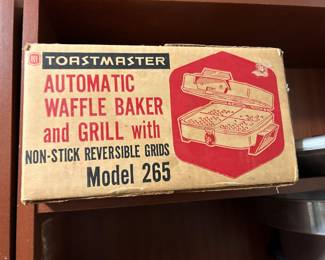 TOASTMASTER
AUTOMATIC
WAFFLE BAKER
and GRILL with
NON-STICK REVERSIBLE GRIDS
Model 265